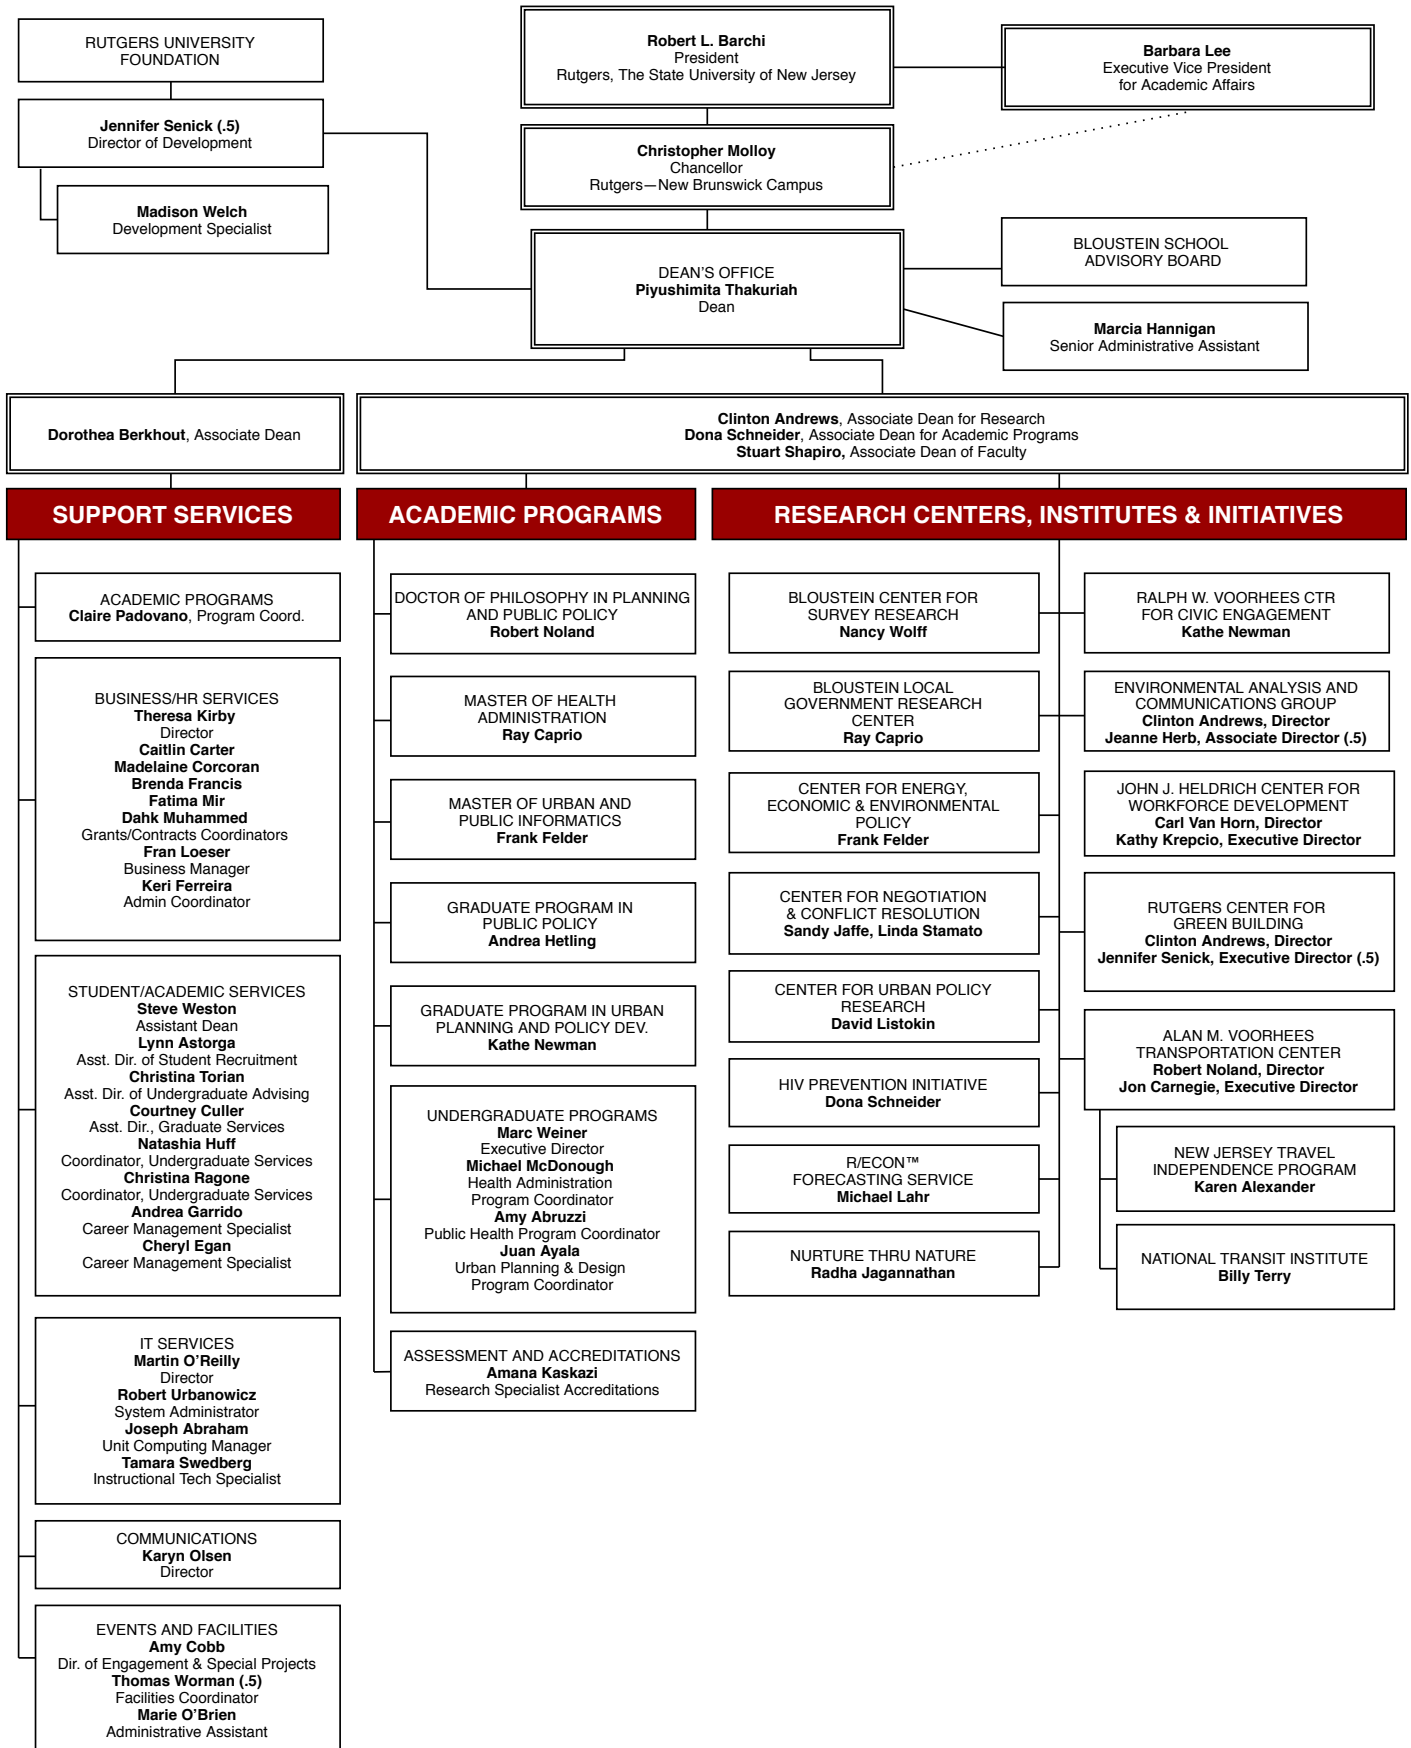 RUTGERS UNIVERSITY
FOUNDATION
Jennifer Senick (.5)
Director of Development
Madison Welch
Development Specialist
Robert L. Barchi
President
Rutgers, The State University of New Jersey
Barbara Lee
Executive Vice President
for Academic Affairs
Christopher Molloy
Chancellor
Rutgers—New Brunswick Campus
DEAN'S OFFICE
Piyushimita Thakuriah
Dean
BLOUSTEIN SCHOOL
ADVISORY BOARD
Marcia Hannigan
Senior Administrative Assistant
Dorothea Berkhout, Associate Dean
Clinton Andrews, Associate Dean for Research
Dona Schneider, Associate Dean for Academic Programs
Stuart Shapiro, Associate Dean of Faculty
SUPPORT SERVICES
ACADEMIC PROGRAMS
Claire Padovano, Program Coord.
BUSINESS/HR SERVICES
Theresa Kirby
Director
Caitlin Carter
Madelaine Corcoran
Brenda Francis
Fatima Mir
Dahk Muhammed
Grants/Contracts Coordinators
Fran Loeser
Business Manager
Keri Ferreira
Admin Coordinator
STUDENT/ACADEMIC SERVICES
Steve Weston
Assistant Dean
Lynn Astorga
Asst. Dir. of Student Recruitment
Christina Torian
Asst. Dir. of Undergraduate Advising
Courtney Culler
Asst. Dir., Graduate Services
Natashia Huff
Coordinator, Undergraduate Services
Christina Ragone
Coordinator, Undergraduate Services
Andrea Garrido
Career Management Specialist
Cheryl Egan
Career Management Specialist
IT SERVICES
Martin O'Reilly
Director
Robert Urbanowicz
System Administrator
Joseph Abraham
Unit Computing Manager
Tamara Swedberg
Instructional Tech Specialist
COMMUNICATIONS
Karyn Olsen
Director
EVENTS AND FACILITIES
Amy Cobb
Dir. of Engagement & Special Projects
Thomas Worman (.5)
Facilities Coordinator
Marie O'Brien
Administrative Assistant
ACADEMIC PROGRAMS
DOCTOR OF PHILOSOPHY IN PLANNING
AND PUBLIC POLICY
Robert Noland
MASTER OF HEALTH
ADMINISTRATION
Ray Caprio
MASTER OF URBAN AND
PUBLIC INFORMATICS
Frank Felder
GRADUATE PROGRAM IN
PUBLIC POLICY
Andrea Hetling
GRADUATE PROGRAM IN URBAN
PLANNING AND POLICY DEV.
Kathe Newman
UNDERGRADUATE PROGRAMS
Marc Weiner
Executive Director
Michael McDonough
Health Administration
Program Coordinator
Amy Abruzzi
Public Health Program Coordinator
Juan Ayala
Urban Planning & Design
Program Coordinator
ASSESSMENT AND ACCREDITATIONS
Amana Kaskazi
Research Specialist Accreditations
RESEARCH CENTERS, INSTITUTES & INITIATIVES
BLOUSTEIN CENTER FOR
SURVEY RESEARCH
Nancy Wolff
BLOUSTEIN LOCAL
GOVERNMENT RESEARCH
CENTER
Ray Caprio
CENTER FOR ENERGY,
ECONOMIC & ENVIRONMENTAL
POLICY
Frank Felder
CENTER FOR NEGOTIATION
& CONFLICT RESOLUTION
Sandy Jaffe, Linda Stamato
CENTER FOR URBAN POLICY
RESEARCH
David Listokin
HIV PREVENTION INITIATIVE
Dona Schneider
R/ECON™
FORECASTING SERVICE
Michael Lahr
NURTURE THRU NATURE
Radha Jagannathan
RALPH W. VOORHEES CTR
FOR CIVIC ENGAGEMENT
Kathe Newman
ENVIRONMENTAL ANALYSIS AND
COMMUNICATIONS GROUP
Clinton Andrews, Director
Jeanne Herb, Associate Director (.5)
JOHN J. HELDRICH CENTER FOR
WORKFORCE DEVELOPMENT
Carl Van Horn, Director
Kathy Krepcio, Executive Director
RUTGERS CENTER FOR
GREEN BUILDING
Clinton Andrews, Director
Jennifer Senick, Executive Director (.5)
ALAN M. VOORHEES
TRANSPORTATION CENTER
Robert Noland, Director
Jon Carnegie, Executive Director
NEW JERSEY TRAVEL
INDEPENDENCE PROGRAM
Karen Alexander
NATIONAL TRANSIT INSTITUTE
Billy Terry